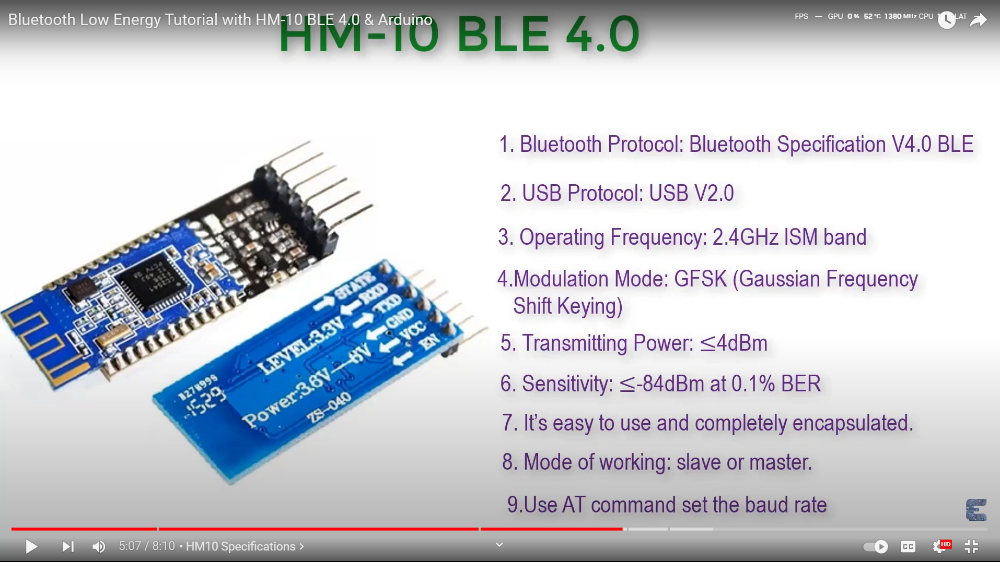 Bluetooth Low Energy Tutorial with HM-10 BLE 4.0 & Arduino
FPS — GPU 0 % 52 °C 1380 MHz CPU LAT
HM-10 BLE 4.0
1. Bluetooth Protocol: Bluetooth Specification V4.0 BLE
2. USB Protocol: USB V2.0
3. Operating Frequency: 2.4GHz ISM band
4.Modulation Mode: GFSK (Gaussian Frequency
Shift Keying)
5. Transmitting Power: ≤4dBm
6. Sensitivity: ≤-84dBm at 0.1% BER
7. It’s easy to use and completely encapsulated.
8. Mode of working: slave or master.
9.Use AT command set the baud rate
STATE
RXD
TXD
GND
VCC
EN
LEVEL:3.3V
Power:3.6V—6V
ZS-040
1529
CC2541
5:07 / 8:10 • HM10 Specifications >
CC
HD